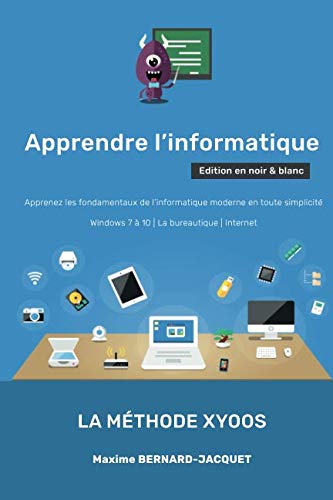 Apprendre l'informatique
Edition en noir & blanc
Apprenez les fondamentaux de l'informatique moderne en toute simplicité
Windows 7 à 10 | La bureautique | Internet
LA MÉTHODE XYOOS
Maxime BERNARD-JACQUET